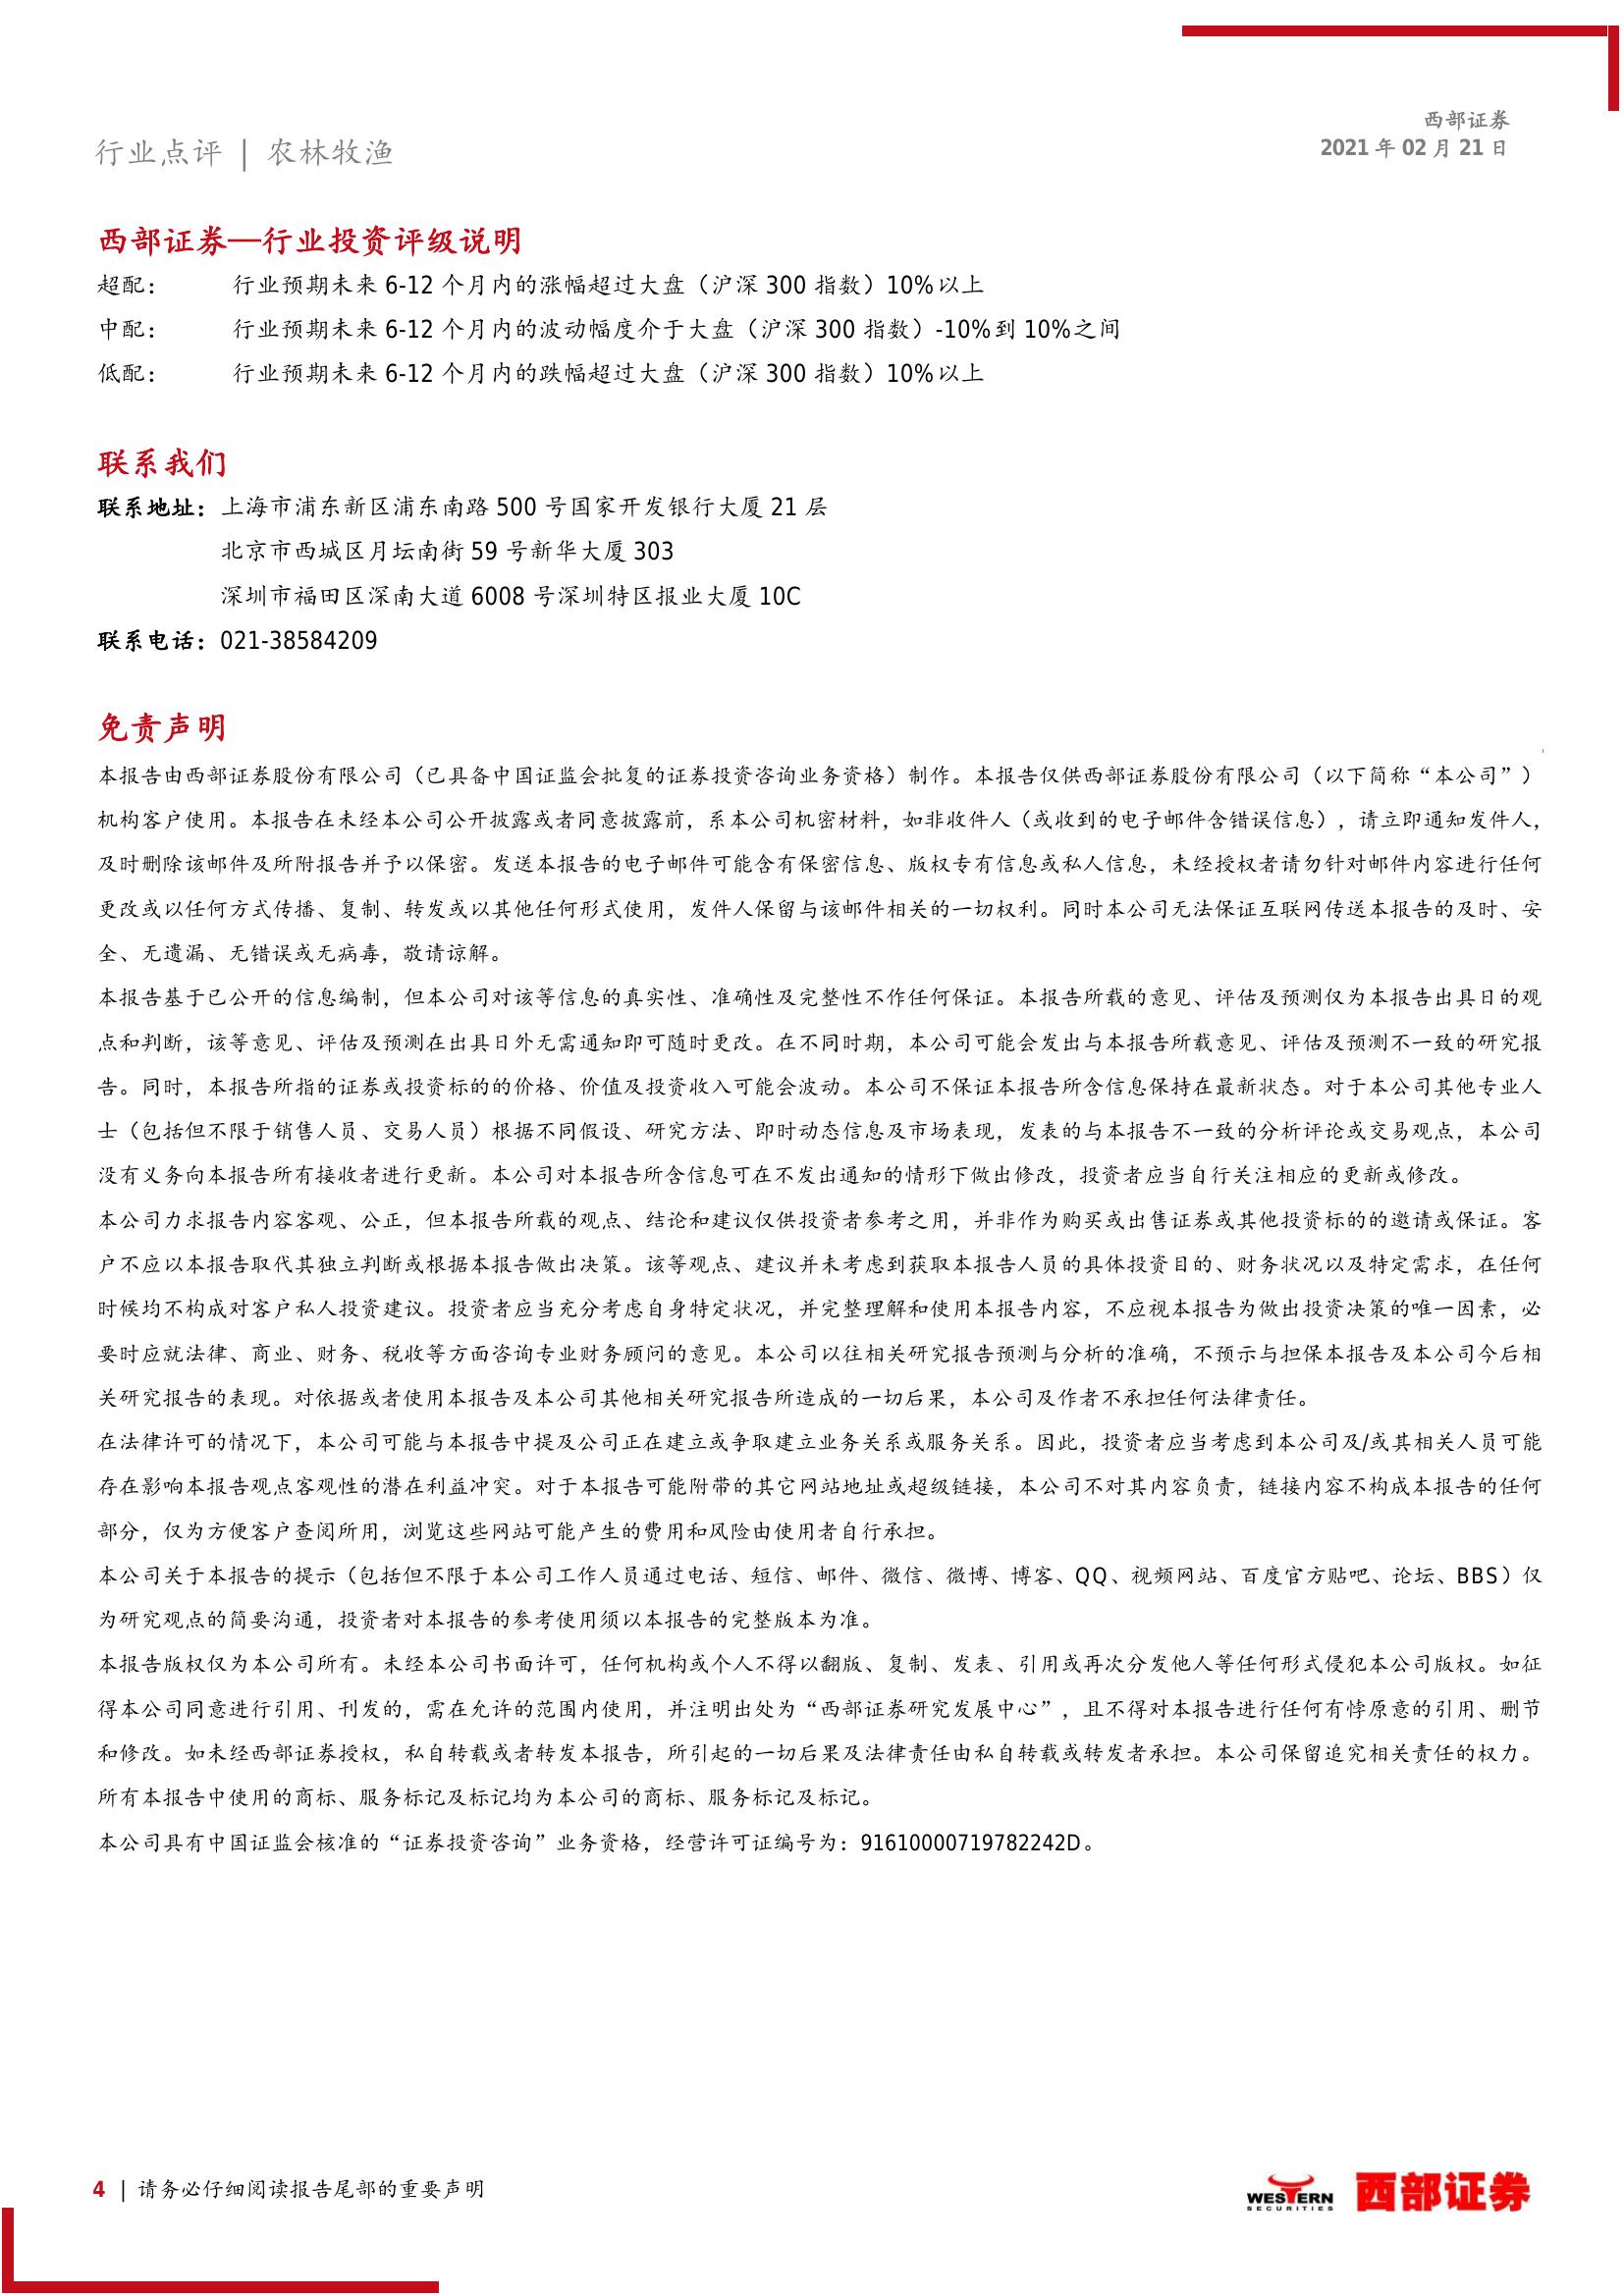 西部证券
2021 年 02 月 21 日
行业点评 | 农林牧渔
西部证券—行业投资评级说明
超配： 行业预期未来 6-12 个月内的涨幅超过大盘（沪深 300 指数）10%以上
中配： 行业预期未来 6-12 个月内的波动幅度介于大盘（沪深 300 指数）-10%到 10%之间
低配： 行业预期未来 6-12 个月内的跌幅超过大盘（沪深 300 指数）10%以上
联系我们
联系地址：上海市浦东新区浦东南路 500 号国家开发银行大厦 21 层
北京市西城区月坛南街 59 号新华大厦 303
深圳市福田区深南大道 6008 号深圳特区报业大厦 10C
联系电话：021-38584209
免责声明
本报告由西部证券股份有限公司（已具备中国证监会批复的证券投资咨询业务资格）制作。本报告仅供西部证券股份有限公司（以下简称“本公司”）
机构客户使用。本报告在未经本公司公开披露或者同意披露前，系本公司机密材料，如非收件人（或收到的电子邮件含错误信息），请立即通知发件人，
及时删除该邮件及所附报告并予以保密。发送本报告的电子邮件可能含有保密信息、版权专有信息或私人信息，未经授权者请勿针对邮件内容进行任何
更改或以任何方式传播、复制、转发或以其他任何形式使用，发件人保留与该邮件相关的一切权利。同时本公司无法保证互联网传送本报告的及时、安
全、无遗漏、无错误或无病毒，敬请谅解。
本报告基于已公开的信息编制，但本公司对该等信息的真实性、准确性及完整性不作任何保证。本报告所载的意见、评估及预测仅为本报告出具日的观
点和判断，该等意见、评估及预测在出具日外无需通知即可随时更改。在不同时期，本公司可能会发出与本报告所载意见、评估及预测不一致的研究报
告。同时，本报告所指的证券或投资标的的价格、价值及投资收入可能会波动。本公司不保证本报告所含信息保持在最新状态。对于本公司其他专业人
士（包括但不限于销售人员、交易人员）根据不同假设、研究方法、即时动态信息及市场表现，发表的与本报告不一致的分析评论或交易观点，本公司
没有义务向本报告所有接收者进行更新。本公司对本报告所含信息可在不发出通知的情形下做出修改，投资者应当自行关注相应的更新或修改。
本公司力求报告内容客观、公正，但本报告所载的观点、结论和建议仅供投资者参考之用，并非作为购买或出售证券或其他投资标的的邀请或保证。客
户不应以本报告取代其独立判断或根据本报告做出决策。该等观点、建议并未考虑到获取本报告人员的具体投资目的、财务状况以及特定需求，在任何
时候均不构成对客户私人投资建议。投资者应当充分考虑自身特定状况，并完整理解和使用本报告内容，不应视本报告为做出投资决策的唯一因素，必
要时应就法律、商业、财务、税收等方面咨询专业财务顾问的意见。本公司以往相关研究报告预测与分析的准确，不预示与担保本报告及本公司今后相
关研究报告的表现。对依据或者使用本报告及本公司其他相关研究报告所造成的一切后果，本公司及作者不承担任何法律责任。
在法律许可的情况下，本公司可能与本报告中提及公司正在建立或争取建立业务关系或服务关系。因此，投资者应当考虑到本公司及/或其相关人员可能
存在影响本报告观点客观性的潜在利益冲突。对于本报告可能附带的其它网站地址或超级链接，本公司不对其内容负责，链接内容不构成本报告的任何
部分，仅为方便客户查阅所用，浏览这些网站可能产生的费用和风险由使用者自行承担。
本公司关于本报告的提示（包括但不限于本公司工作人员通过电话、短信、邮件、微信、微博、博客、QQ、视频网站、百度官方贴吧、论坛、BBS）仅
为研究观点的简要沟通，投资者对本报告的参考使用须以本报告的完整版本为准。
本报告版权仅为本公司所有。未经本公司书面许可，任何机构或个人不得以翻版、复制、发表、引用或再次分发他人等任何形式侵犯本公司版权。如征
得本公司同意进行引用、刊发的，需在允许的范围内使用，并注明出处为“西部证券研究发展中心”，且不得对本报告进行任何有悖原意的引用、删节
和修改。如未经西部证券授权，私自转载或者转发本报告，所引起的一切后果及法律责任由私自转载或转发者承担。本公司保留追究相关责任的权力。
所有本报告中使用的商标、服务标记及标记均为本公司的商标、服务标记及标记。
本公司具有中国证监会核准的“证券投资咨询”业务资格，经营许可证编号为：91610000719782242D。
4 | 请务必仔细阅读报告尾部的重要声明
WESTERN
SECURITIES
西部证券